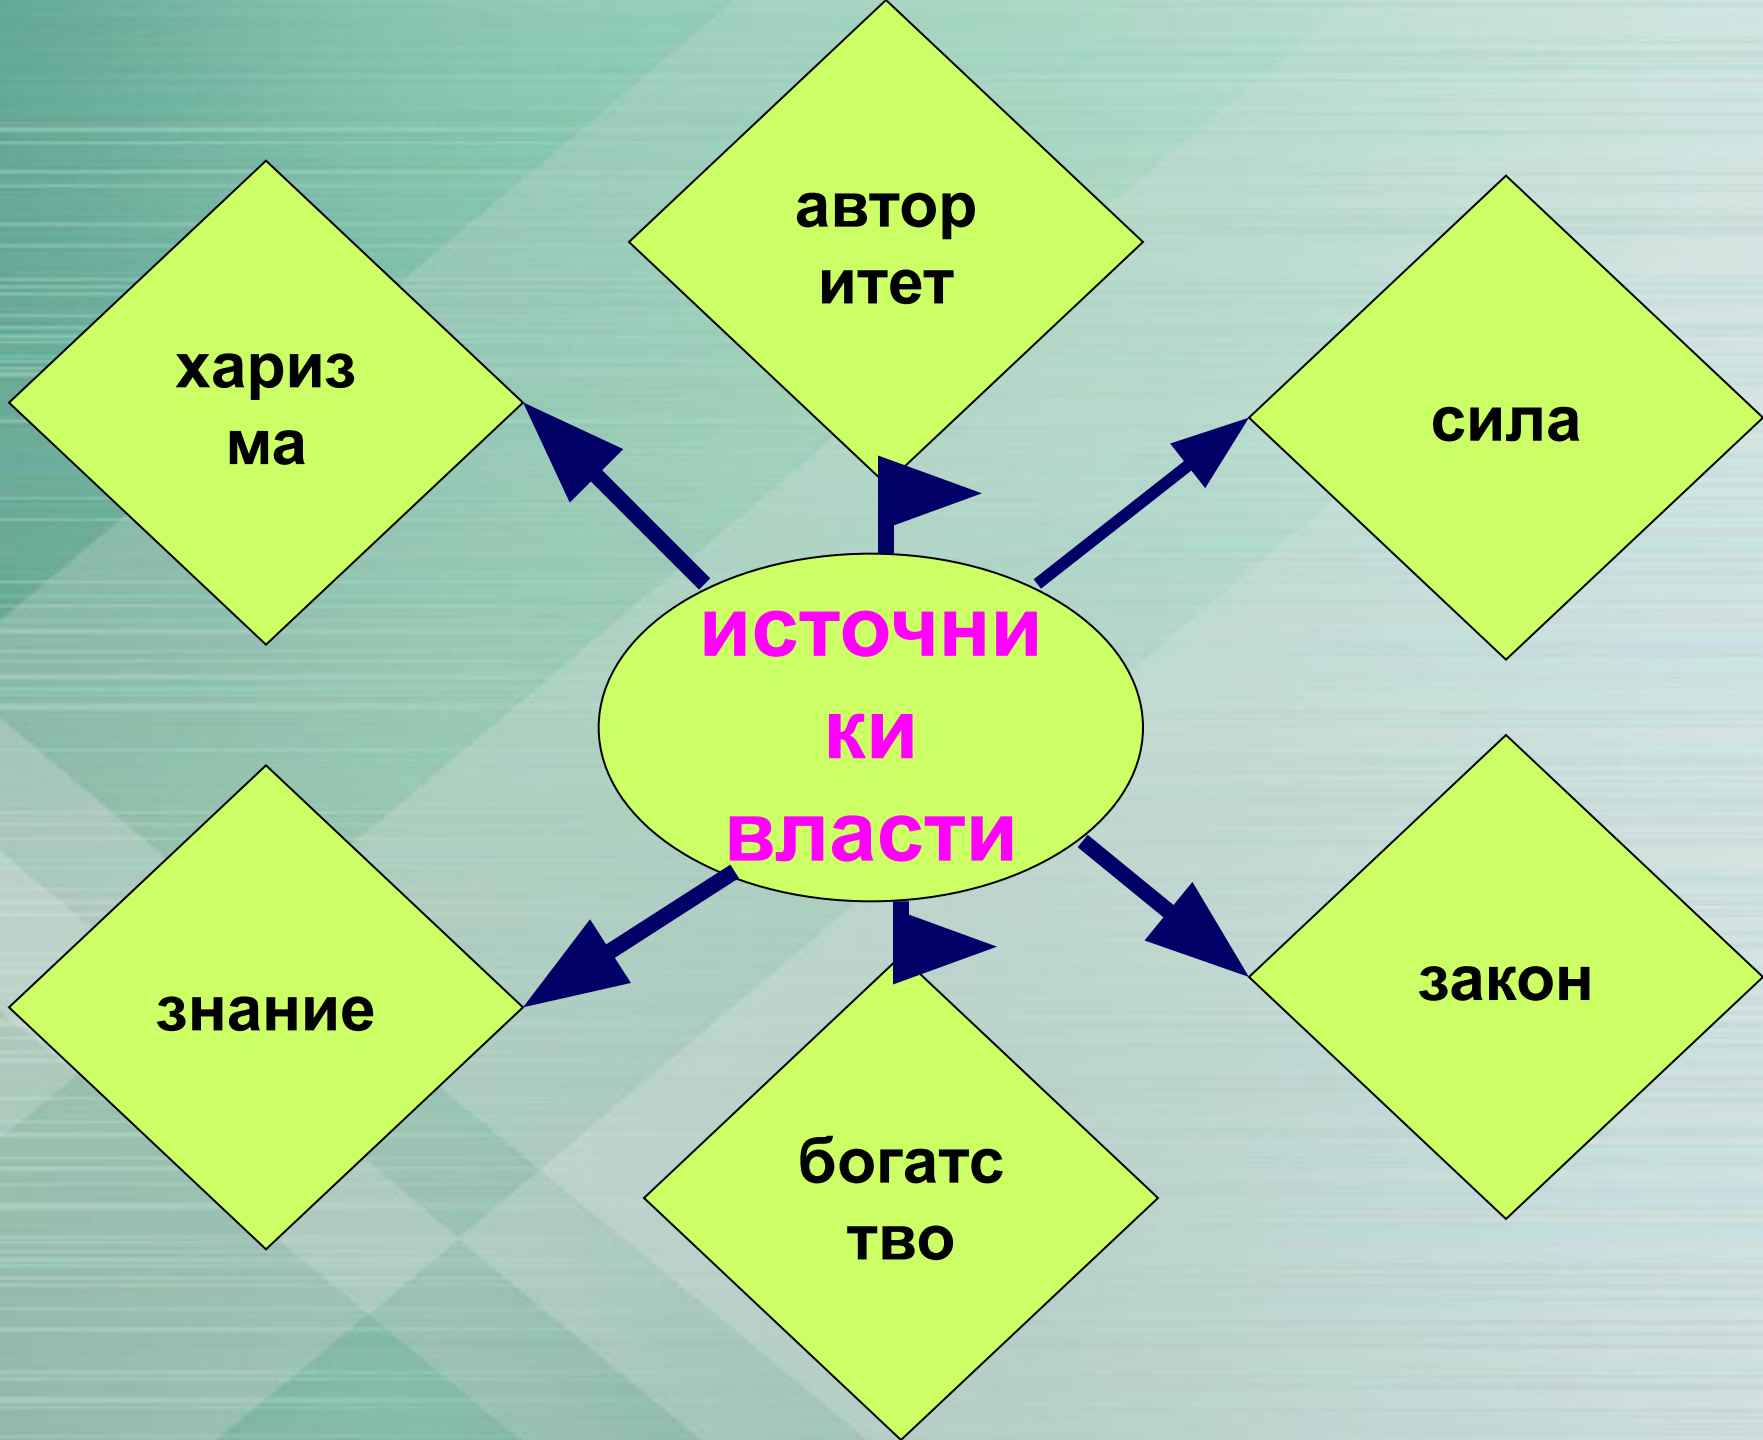 автор
итет
хариз
ма
сила
источни
ки
власти
знание
закон
богатс
тво